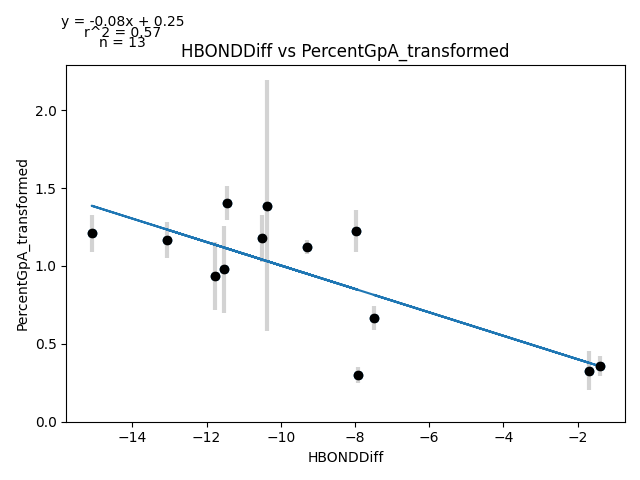 y = -0.08x + 0.25
r^2 = 0.57
n = 13
HBONDDiff vs PercentGpA_transformed
PercentGpA_transformed
2.0
1.5
1.0
0.5
0.0
−14 −12 −10 −8 −6 −4 −2
HBONDDiff